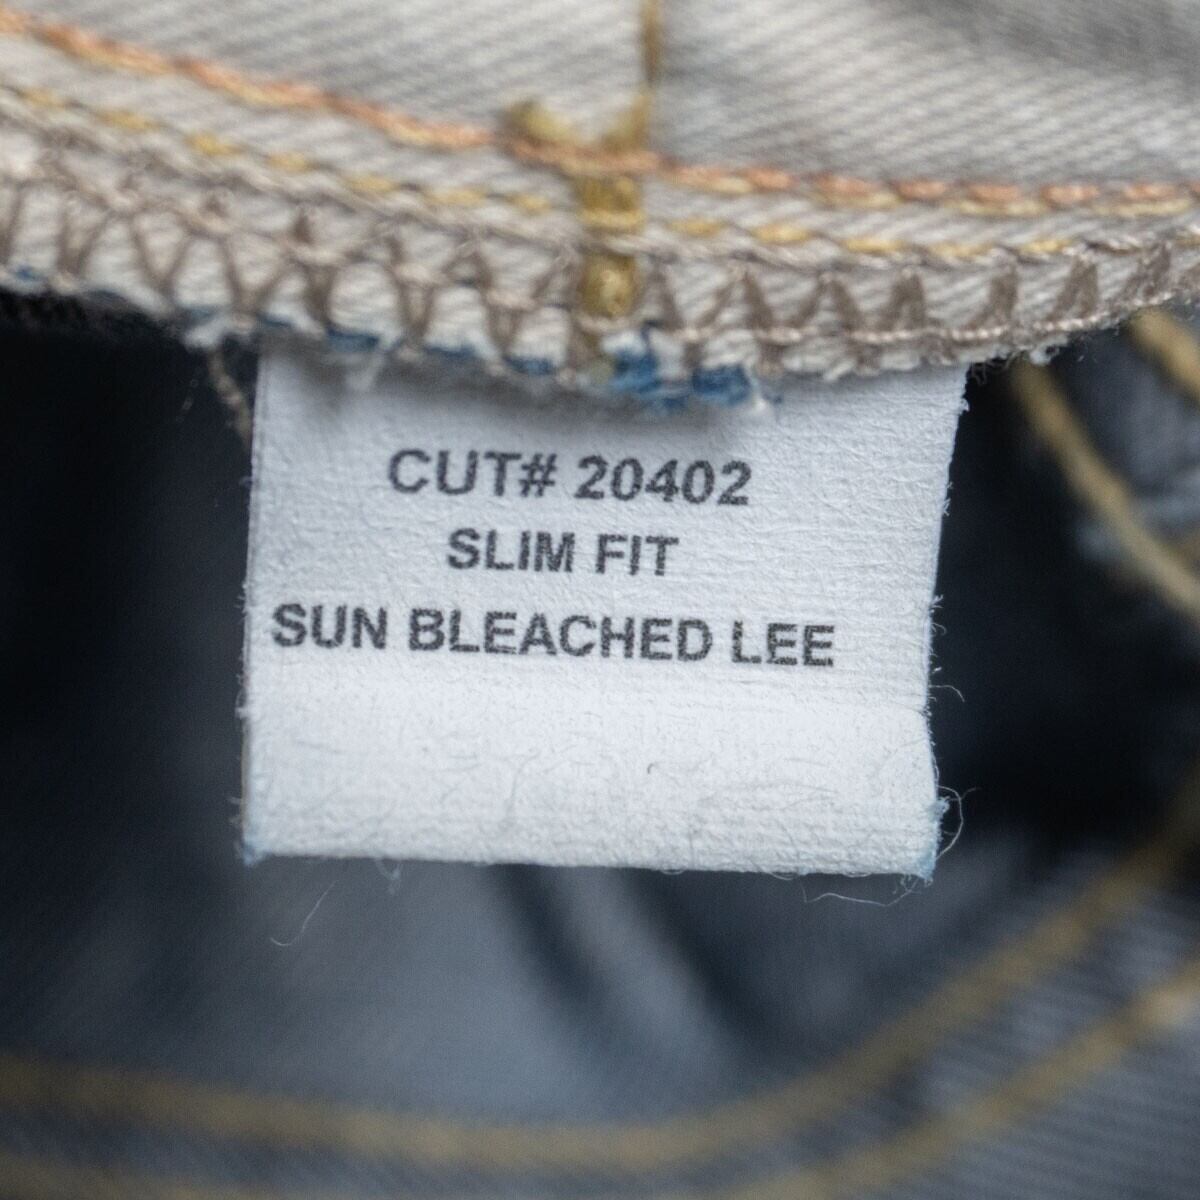 CUT# 20402
SLIM FIT
SUN BLEACHED LEE